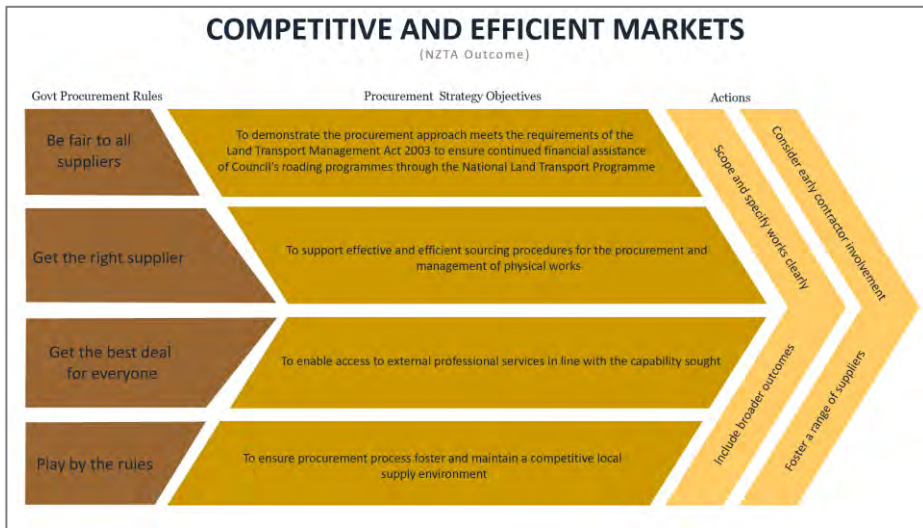 COMPETITIVE AND EFFICIENT MARKETS
(NZTA Outcome)
Govt Procurement Rules
Procurement Strategy Objectives
Actions
Be fair to all
suppliers
To demonstrate the procurement approach meets the requirements of the
Land Transport Management Act 2003 to ensure continued financial assistance
of Council's roading programmes through the National Land Transport Programme
Get the right supplier
To support effective and efficient sourcing procedures for the procurement and
management of physical works
Get the best deal
for everyone
To enable access to external professional services in line with the capability sought
Play by the rules
To ensure procurement process foster and maintain a competitive local
supply environment
Scope and specify works clearly
Include broader outcomes
Consider early contractor involvement
Foster a range of suppliers